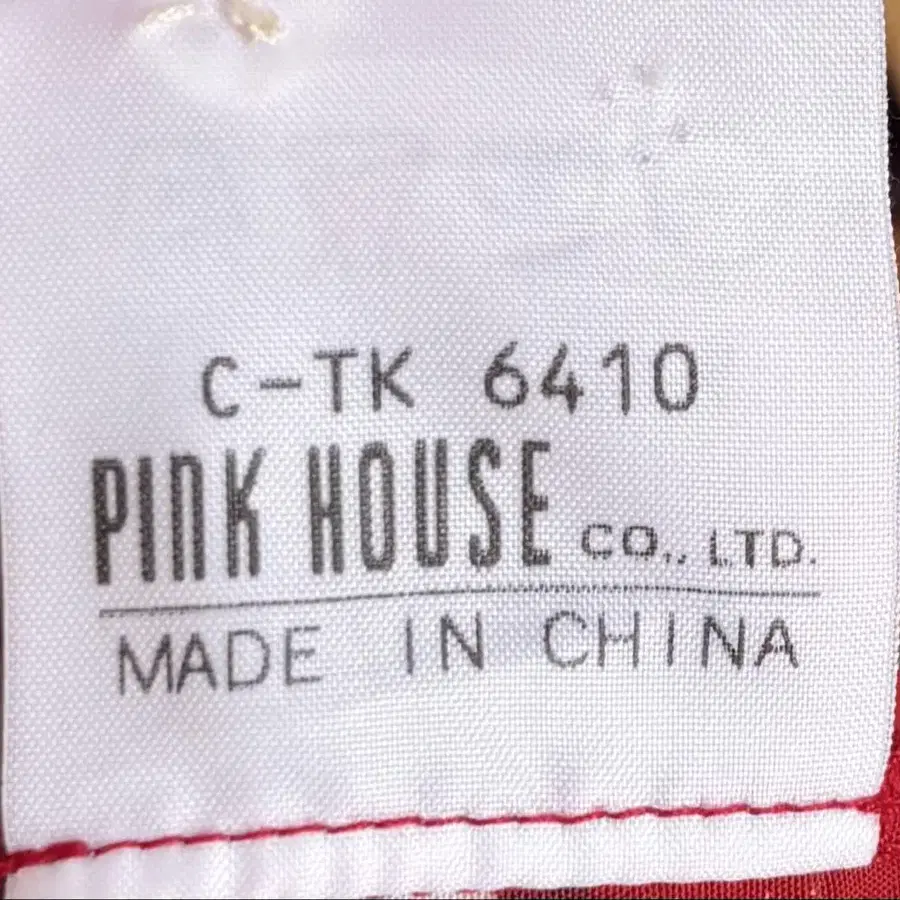 C-TK 6410
PINK HOUSE CO., LTD.
MADE IN CHINA